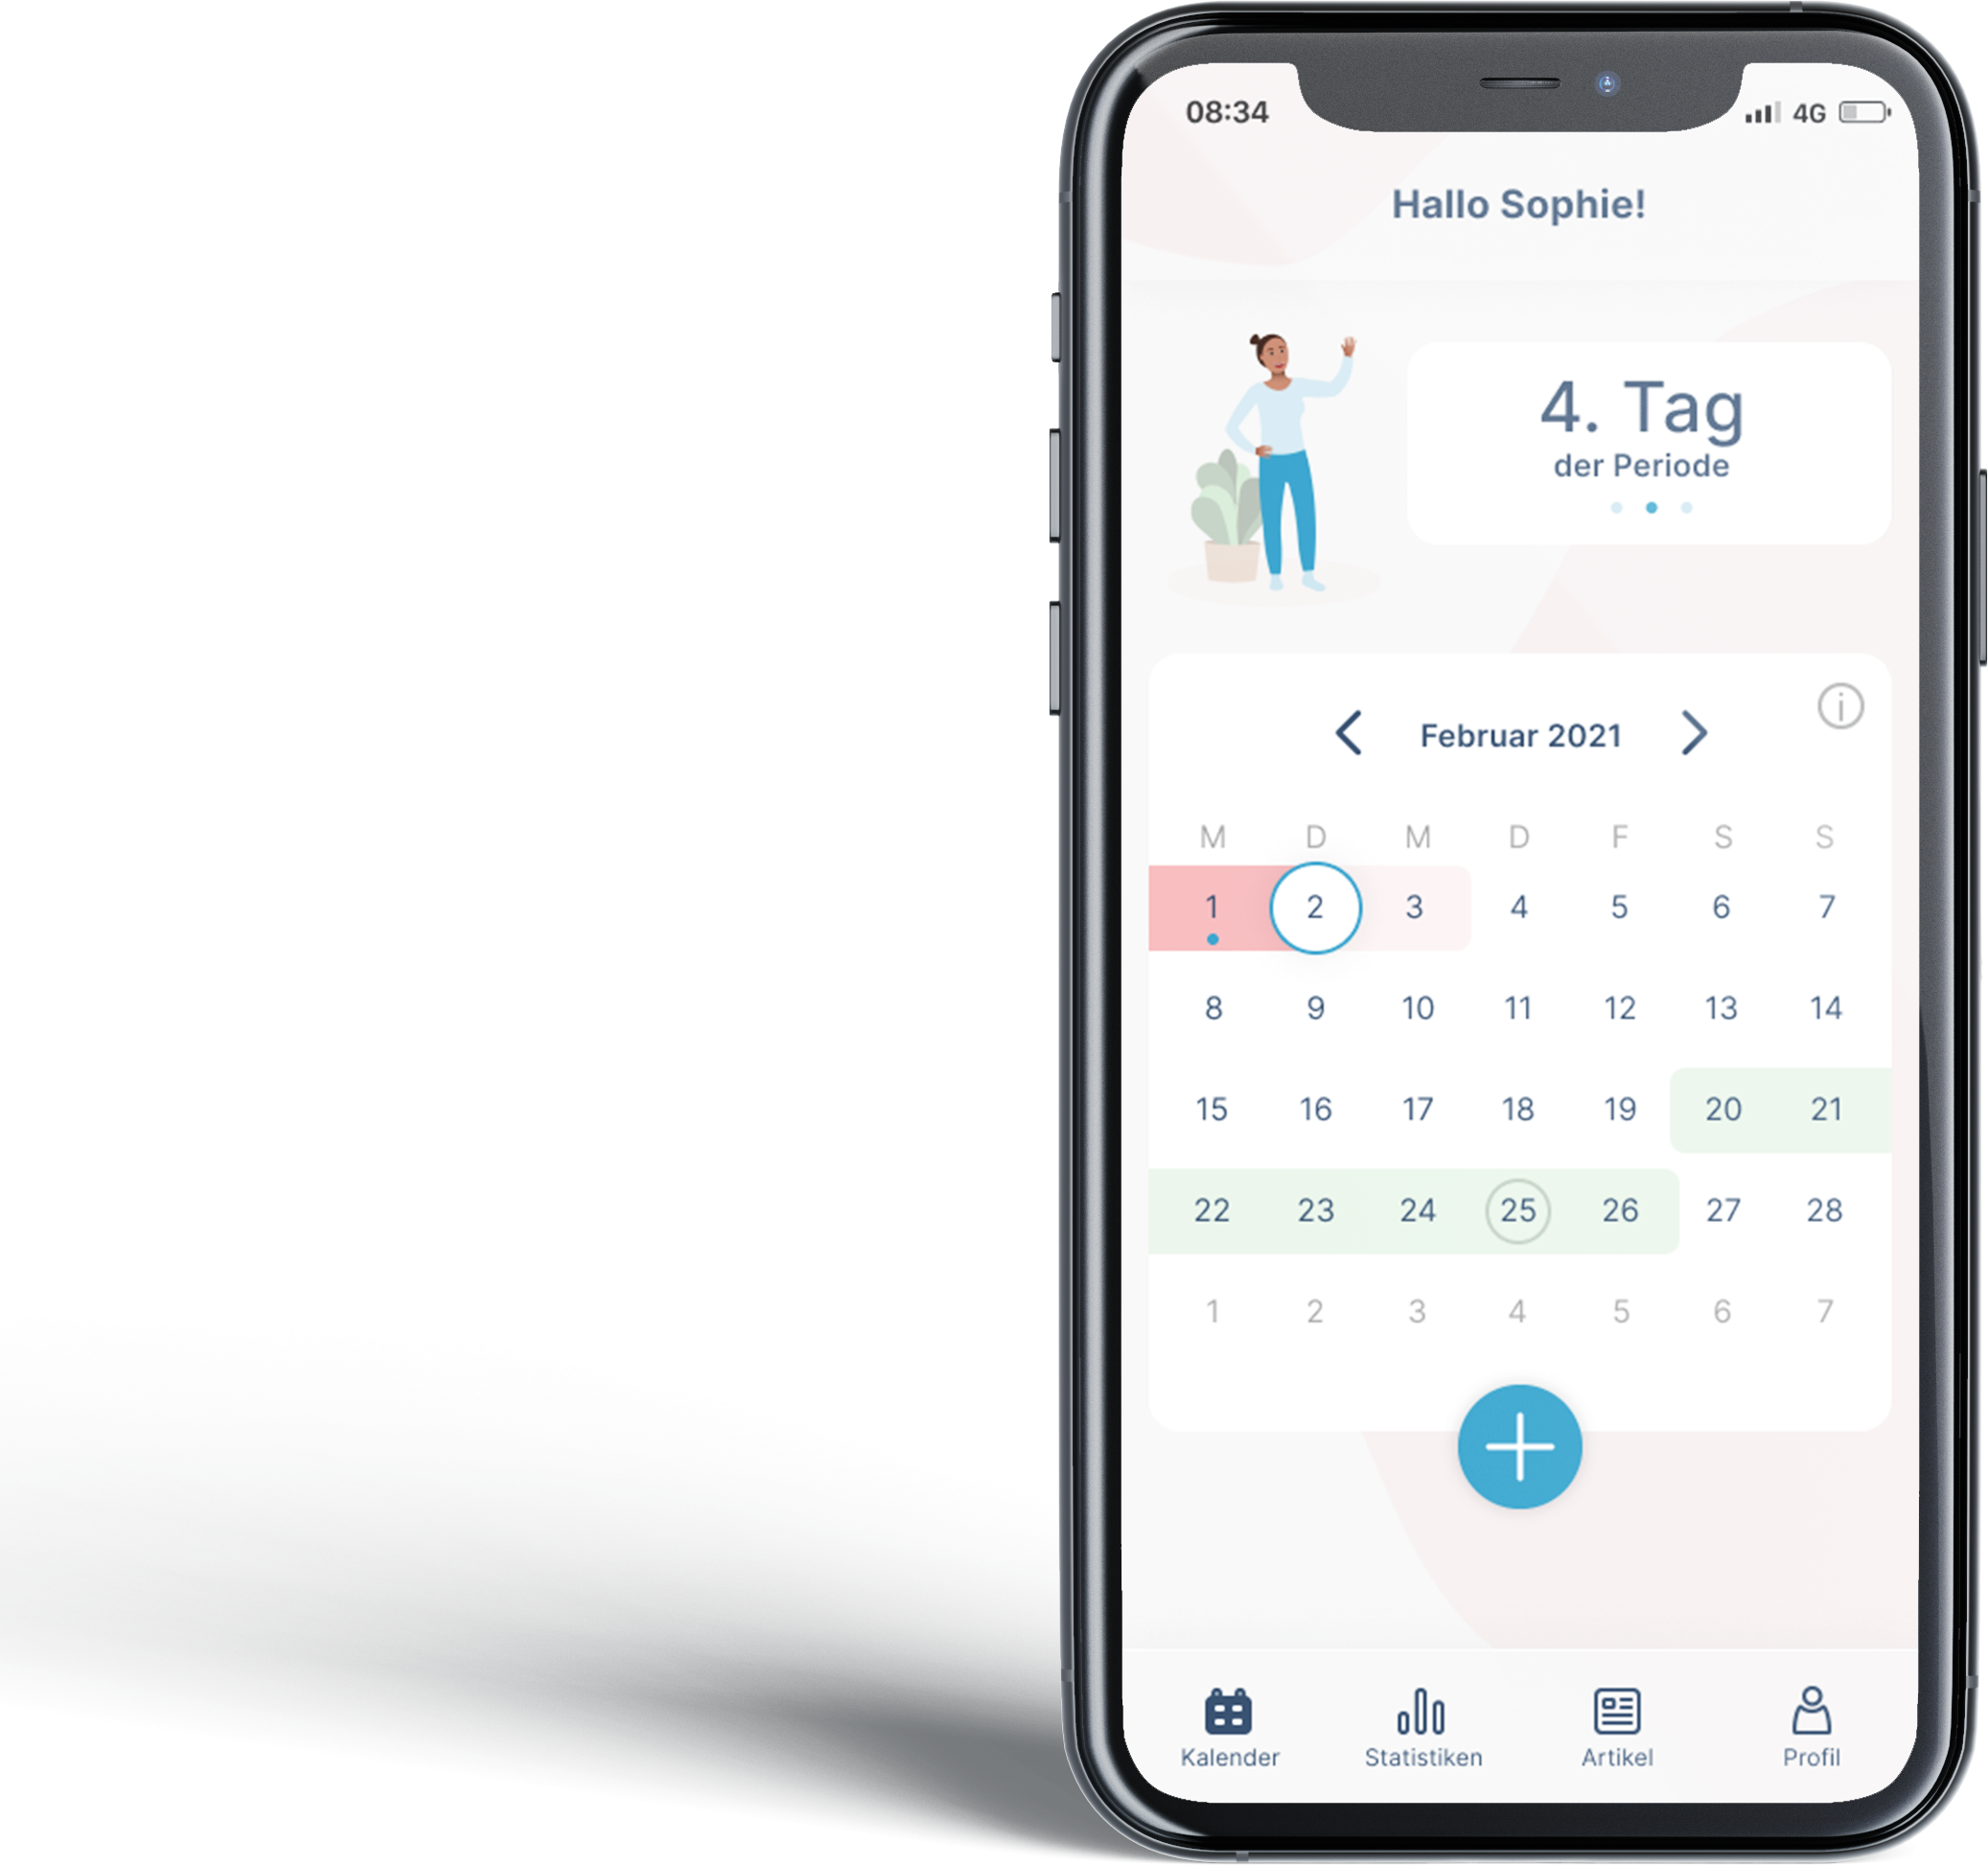 08:34 4G
Hallo Sophie!
4. Tag
der Periode
Februar 2021
M D M D F S S
1 2 3 4 5 6 7
8 9 10 11 12 13 14
15 16 17 18 19 20 21
22 23 24 25 26 27 28
1 2 3 4 5 6 7
Kalender Statistiken Artikel Profil